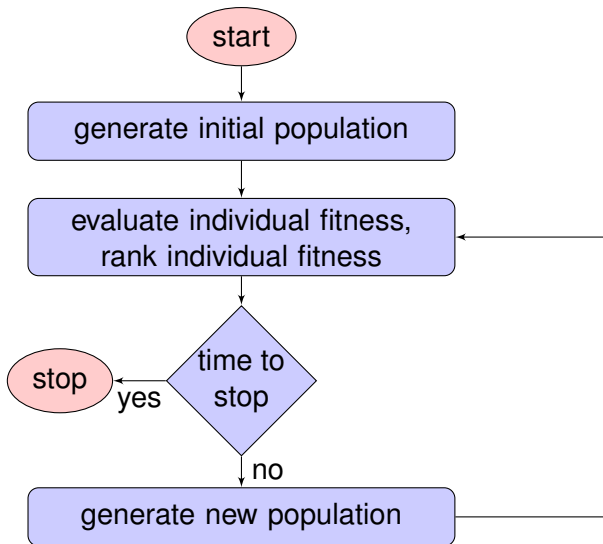 start
generate initial population
evaluate individual fitness,
rank individual fitness
time to
stop
stop
yes
no
generate new population